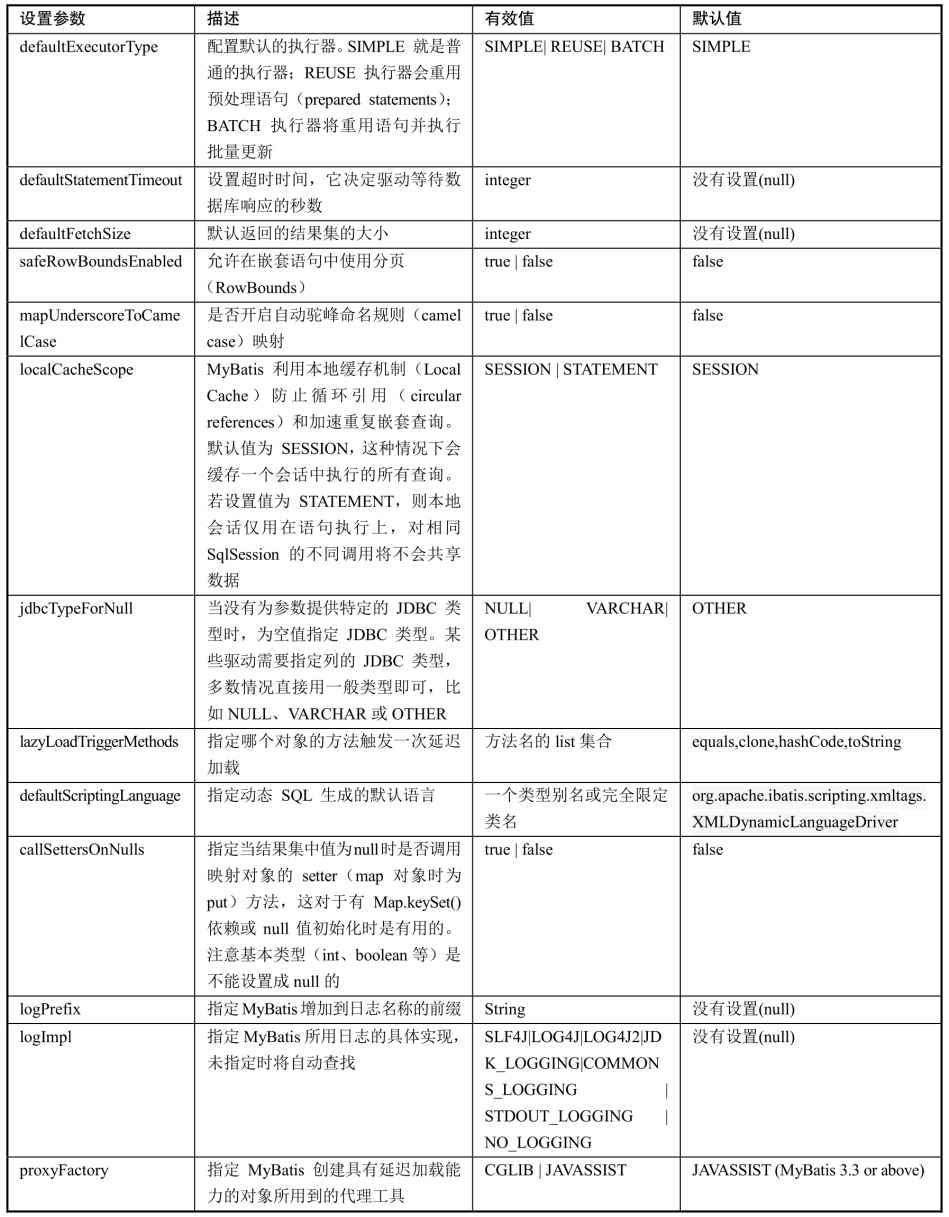 设置参数 描述 有效值 默认值
defaultExecutorType 配置默认的执行器。SIMPLE 就是普 SIMPLE| REUSE| BATCH SIMPLE
通的执行器；REUSE 执行器会重用
预处理语句（prepared statements）；
BATCH 执行器将重用语句并执行
批量更新
defaultStatementTimeout 设置超时时间，它决定驱动等待数 integer 没有设置(null)
据库响应的秒数
defaultFetchSize 默认返回的结果集的大小 integer 没有设置(null)
safeRowBoundsEnabled 允许在嵌套语句中使用分页 true | false false
（RowBounds）
mapUnderscoreToCame 是否开启自动驼峰命名规则（camel true | false false
lCase case）映射
localCacheScope MyBatis 利用本地缓存机制（Local SESSION | STATEMENT SESSION
Cache）防止循环引用（circular
references）和加速重复嵌套查询。
默认值为 SESSION，这种情况下会
缓存一个会话中执行的所有查询。
若设置值为 STATEMENT，则本地
会话仅用在语句执行上，对相同
SqlSession 的不同调用将不会共享
数据
jdbcTypeForNull 当没有为参数提供特定的 JDBC 类 NULL| VARCHAR| OTHER
型时，为空值指定 JDBC 类型。某 OTHER
些驱动需要指定列的 JDBC 类型，
多数情况直接用一般类型即可，比
如 NULL、VARCHAR 或 OTHER
lazyLoadTriggerMethods 指定哪个对象的方法触发一次延迟 方法名的 list 集合 equals,clone,hashCode,toString
加载
defaultScriptingLanguage 指定动态 SQL 生成的默认语言 一个类型别名或完全限定 org.apache.ibatis.scripting.xmltags.
类名 XMLDynamicLanguageDriver
callSettersOnNulls 指定当结果集中值为null时是否调用 true | false false
映射对象的 setter（map 对象时为
put）方法，这对于有 Map.keySet()
依赖或 null 值初始化时是有用的。
注意基本类型（int、boolean 等）是
不能设置成 null 的
logPrefix 指定 MyBatis 增加到日志名称的前缀 String 没有设置(null)
logImpl 指定 MyBatis 所用日志的具体实现， SLF4J|LOG4J|LOG4J2|JD 没有设置(null)
未指定时将自动查找 K_LOGGING|COMMON
S_LOGGING |
STDOUT_LOGGING |
NO_LOGGING
proxyFactory 指定 MyBatis 创建具有延迟加载能 CGLIB | JAVASSIST JAVASSIST (MyBatis 3.3 or above)
力的对象所用到的代理工具